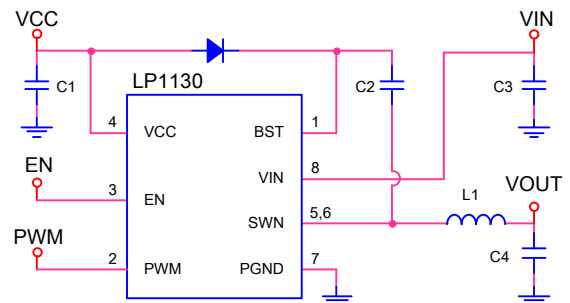 VCC
VIN
C1
LP1130
C2
C3
4
VCC
BST
1
EN
VIN
8
3
EN
L1
VOUT
SWN
5,6
PWM
C4
2
PWM
PGND
7